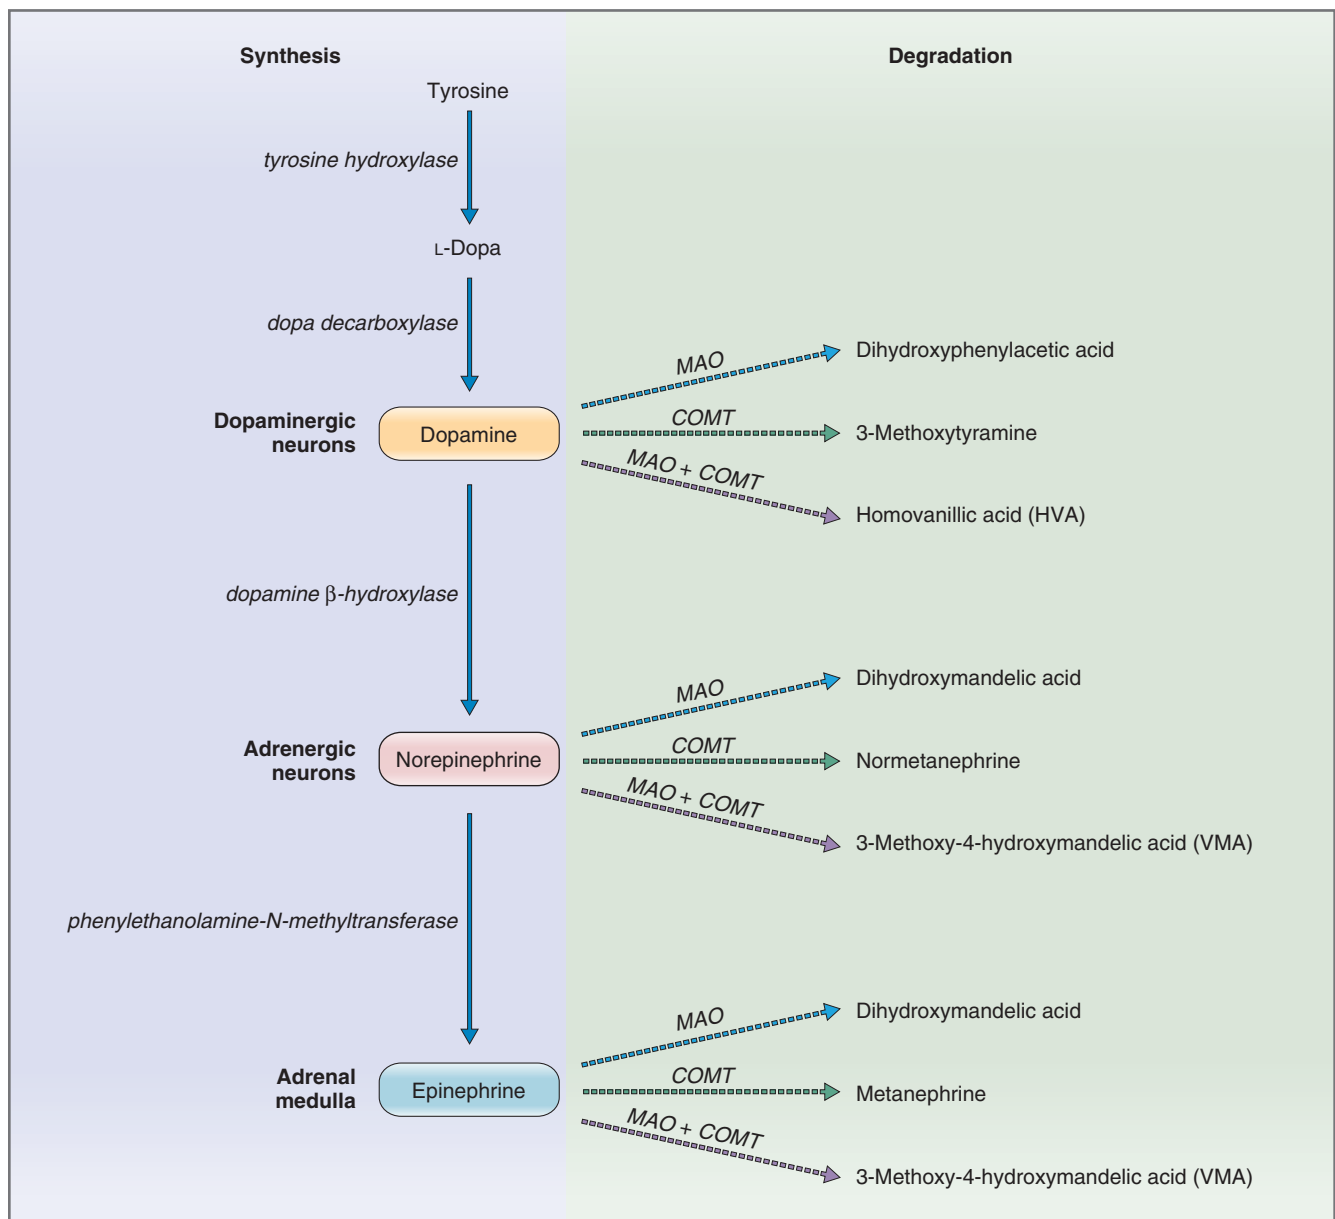 Synthesis
Degradation
Tyrosine
tyrosine hydroxylase
L-Dopa
dopa decarboxylase
MAO
Dihydroxyphenylacetic acid
Dopaminergic
neurons
Dopamine
COMT
3-Methoxytyramine
MAO + COMT
Homovanillic acid (HVA)
dopamine β-hydroxylase
MAO
Dihydroxymandelic acid
Adrenergic
neurons
Norepinephrine
COMT
Normetanephrine
MAO + COMT
3-Methoxy-4-hydroxymandelic acid (VMA)
phenylethanolamine-N-methyltransferase
MAO
Dihydroxymandelic acid
Adrenal
medulla
Epinephrine
COMT
Metanephrine
MAO + COMT
3-Methoxy-4-hydroxymandelic acid (VMA)